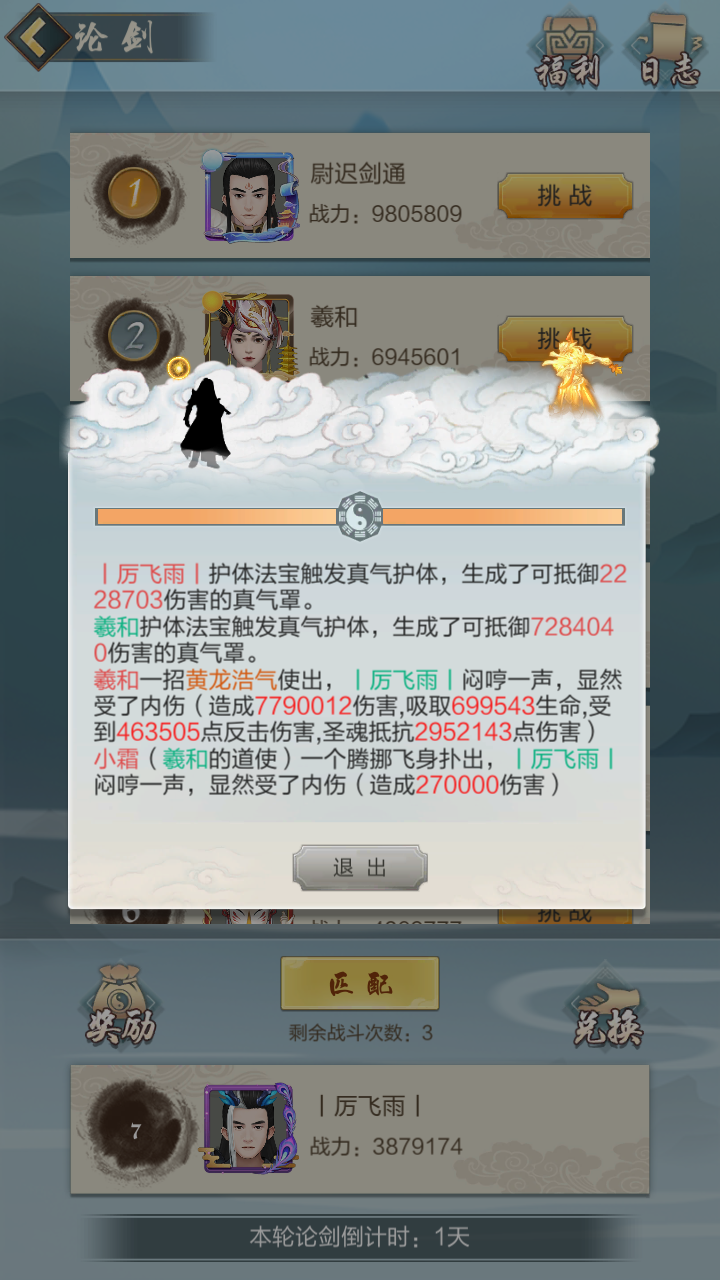 论剑
福利
日志
1
尉迟剑通
战力：9805809
挑战
2
羲和
战力：6945601
挑战
丨厉飞雨丨护体法宝触发真气护体，生成了可抵御22
28703伤害的真气罩。
羲和护体法宝触发真气护体，生成了可抵御728404
0伤害的真气罩。
羲和一招黄龙浩气使出，丨厉飞雨丨闷哼一声，显然
受了内伤（造成7790012伤害,吸取699543生命,受
到463505点反击伤害,圣魂抵抗2952143点伤害）
小霜（羲和的道使）一个腾挪飞身扑出，丨厉飞雨丨
闷哼一声，显然受了内伤（造成270000伤害）
退出
挑战
奖励
匹配
剩余战斗次数：3
兑换
7
丨厉飞雨丨
战力：3879174
本轮论剑倒计时：1天